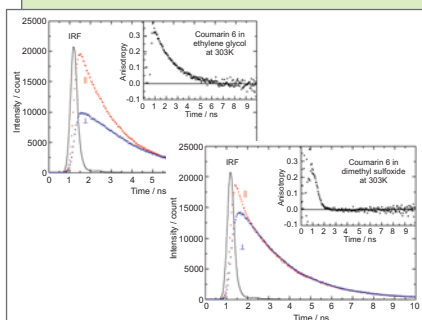 25000
20000
15000
10000
5000
0
Intensity / count
IRF
∥
⊥
0 1 2 3 4 5
Time / ns
Coumarin 6 in
ethylene glycol
at 303K
Anisotropy
0.3
0.2
0.1
0.0
-0.1
0 1 2 3 4 5 6 7 8 9
Time / ns
25000
20000
15000
10000
5000
0
Intensity / count
IRF
∥
⊥
0 1 2 3 4 5 6 7 8 9 10
Time / ns
Coumarin 6 in
dimethyl sulfoxide
at 303K
Anisotropy
0.3
0.2
0.1
0.0
-0.1
0 1 2 3 4 5 6 7 8 9
Time / ns